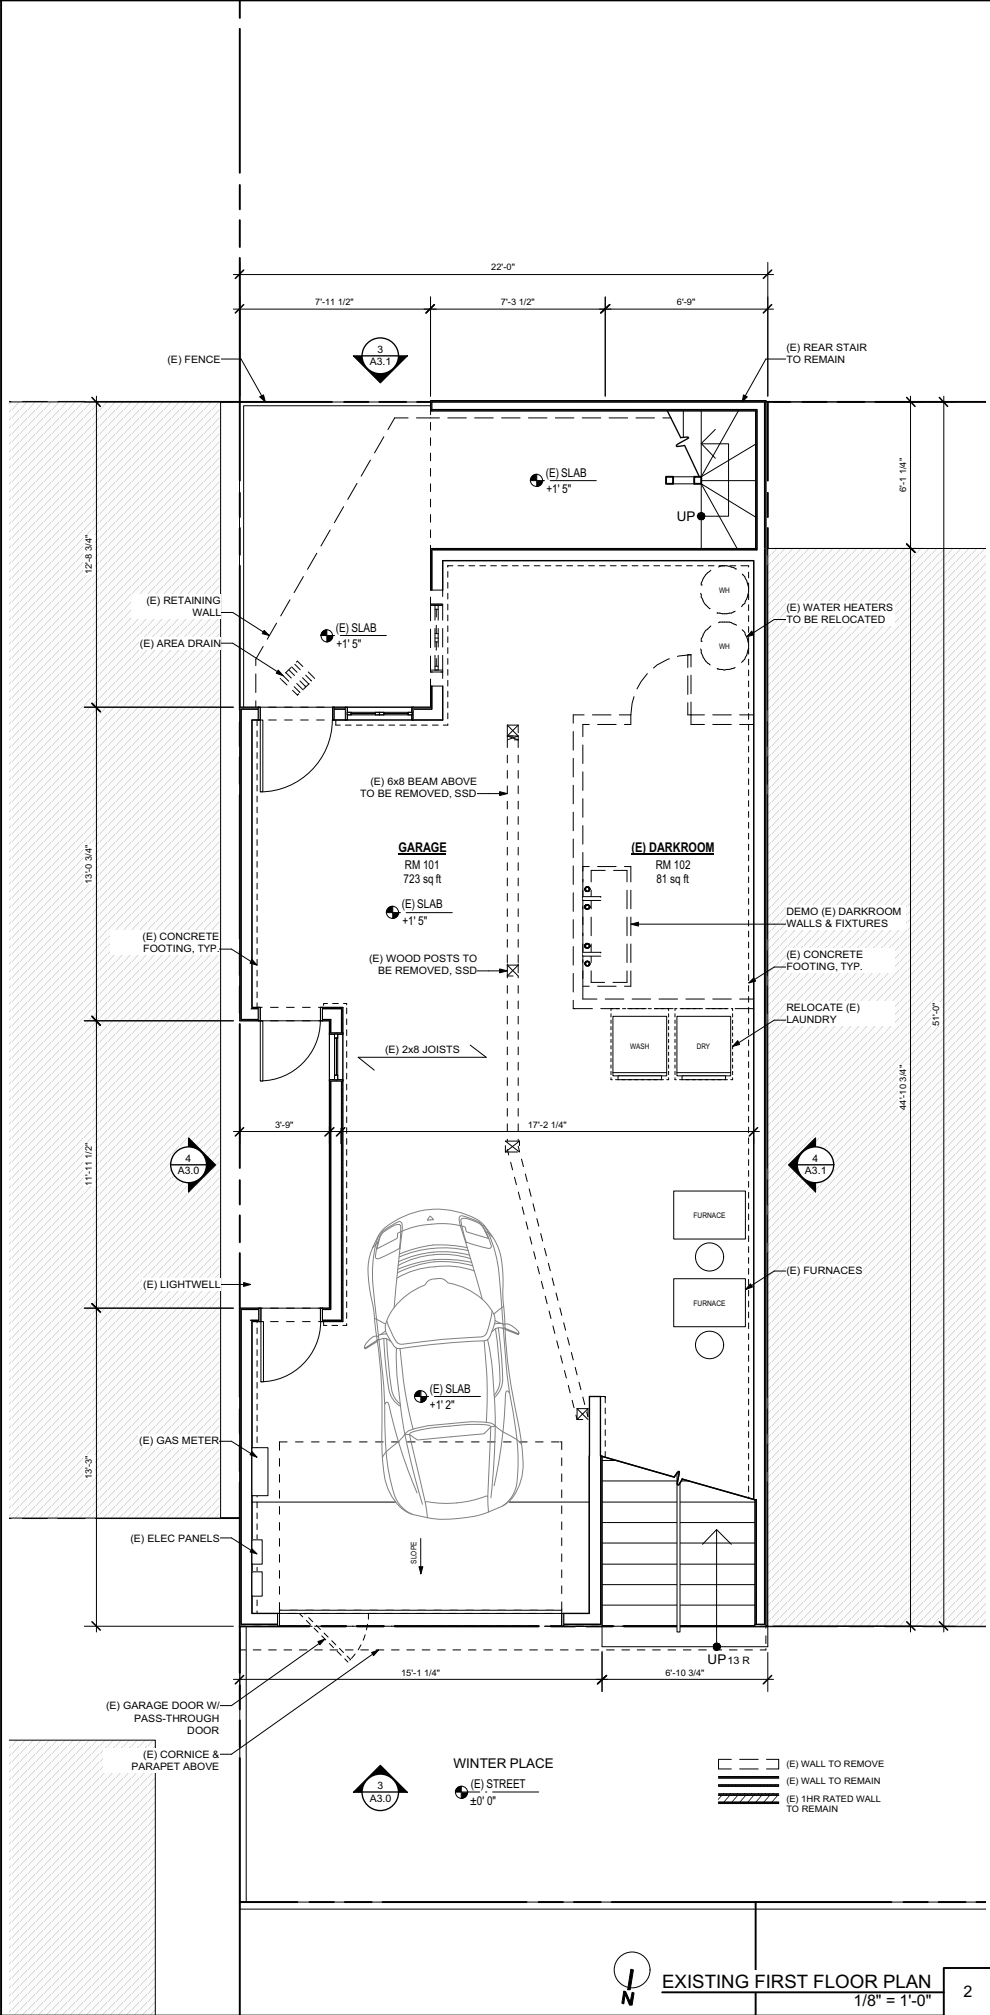 22'-0"
7'-11 1/2"
7'-3 1/2"
6'-9"
3
A3.1
(E) FENCE
(E) REAR STAIR
TO REMAIN
(E) SLAB
+1' 5"
UP
6'-1 1/4"
12'-8 3/4"
WH
WH
(E) WATER HEATERS
TO BE RELOCATED
(E) RETAINING
WALL
(E) AREA DRAIN
(E) SLAB
+1' 5"
(E) 6x8 BEAM ABOVE
TO BE REMOVED, SSD
GARAGE
RM 101
723 sq ft
(E) SLAB
+1' 5"
(E) DARKROOM
RM 102
81 sq ft
13'-0 3/4"
DEMO (E) DARKROOM
WALLS & FIXTURES
(E) CONCRETE
FOOTING, TYP.
(E) WOOD POSTS TO
BE REMOVED, SSD
(E) CONCRETE
FOOTING, TYP.
RELOCATE (E)
LAUNDRY
WASH
DRY
(E) 2x8 JOISTS
51'-0"
44'-10 3/4"
3'-9"
17'-2 1/4"
4
A3.0
4
A3.1
11'-11 1/2"
FURNACE
FURNACE
(E) FURNACES
(E) LIGHTWELL
(E) SLAB
+1' 2"
(E) GAS METER
13'-3"
(E) ELEC PANELS
SLOPE
UP 13 R
15'-1 1/4"
6'-10 3/4"
(E) GARAGE DOOR W/
PASS-THROUGH
DOOR
(E) CORNICE &
PARAPET ABOVE
3
A3.0
WINTER PLACE
(E) STREET
±0' 0"
(E) WALL TO REMOVE
(E) WALL TO REMAIN
(E) 1HR RATED WALL
TO REMAIN
N
EXISTING FIRST FLOOR PLAN
1/8" = 1'-0"
2